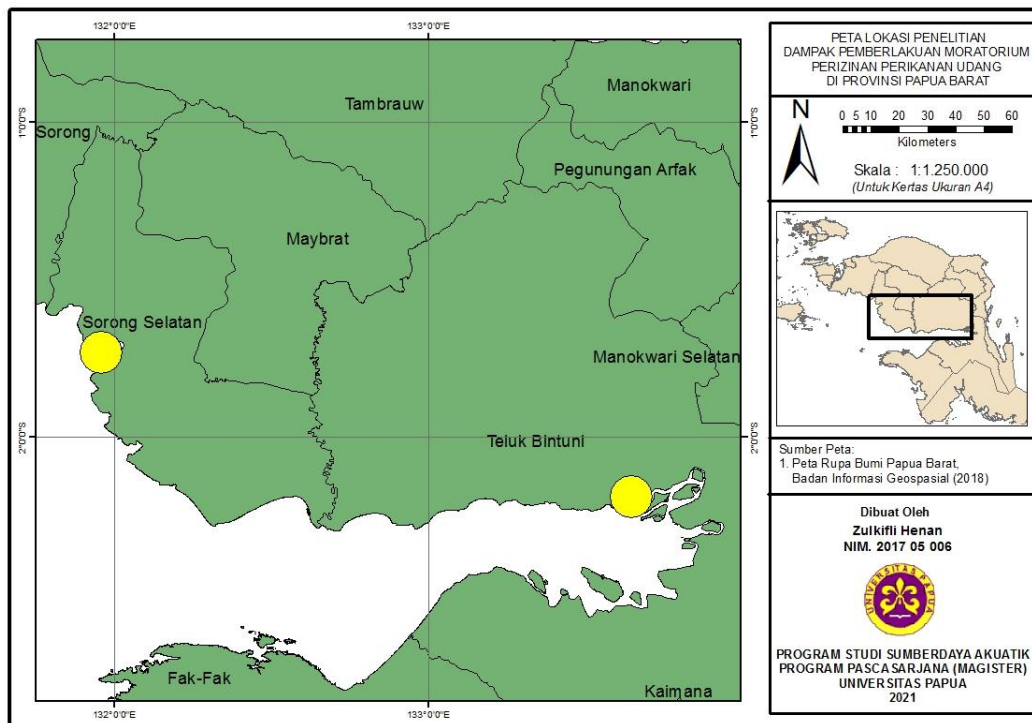 132°0'0"E
133°0'0"E
Manokwari
Tambrauw
1°0'0"S
1°0'0"S
Sorong
Pegunungan Arfak
Maybrat
Sorong Selatan
Manokwari Selatan
2°0'0"S
Teluk Bintuni
2°0'0"S
Fak-Fak
Kaimana
132°0'0"E
133°0'0"E
PETA LOKASI PENELITIAN
DAMPAK PEMBERLAKUAN MORATORIUM
PERIZINAN PERIKANAN UDANG
DI PROVINSI PAPUA BARAT
N
0 5 10 20 30 40 50 60
Kilometers
Skala : 1:1.250.000
(Untuk Kertas Ukuran A4)
Sumber Peta:
1. Peta Rupa Bumi Papua Barat,
Badan Informasi Geospasial (2018)
Dibuat Oleh
Zulkifli Henan
NIM. 2017 05 006
UNIVERSITAS PAPUA
PROGRAM STUDI SUMBERDAYA AKUATIK
PROGRAM PASCASARJANA (MAGISTER)
UNIVERSITAS PAPUA
2021